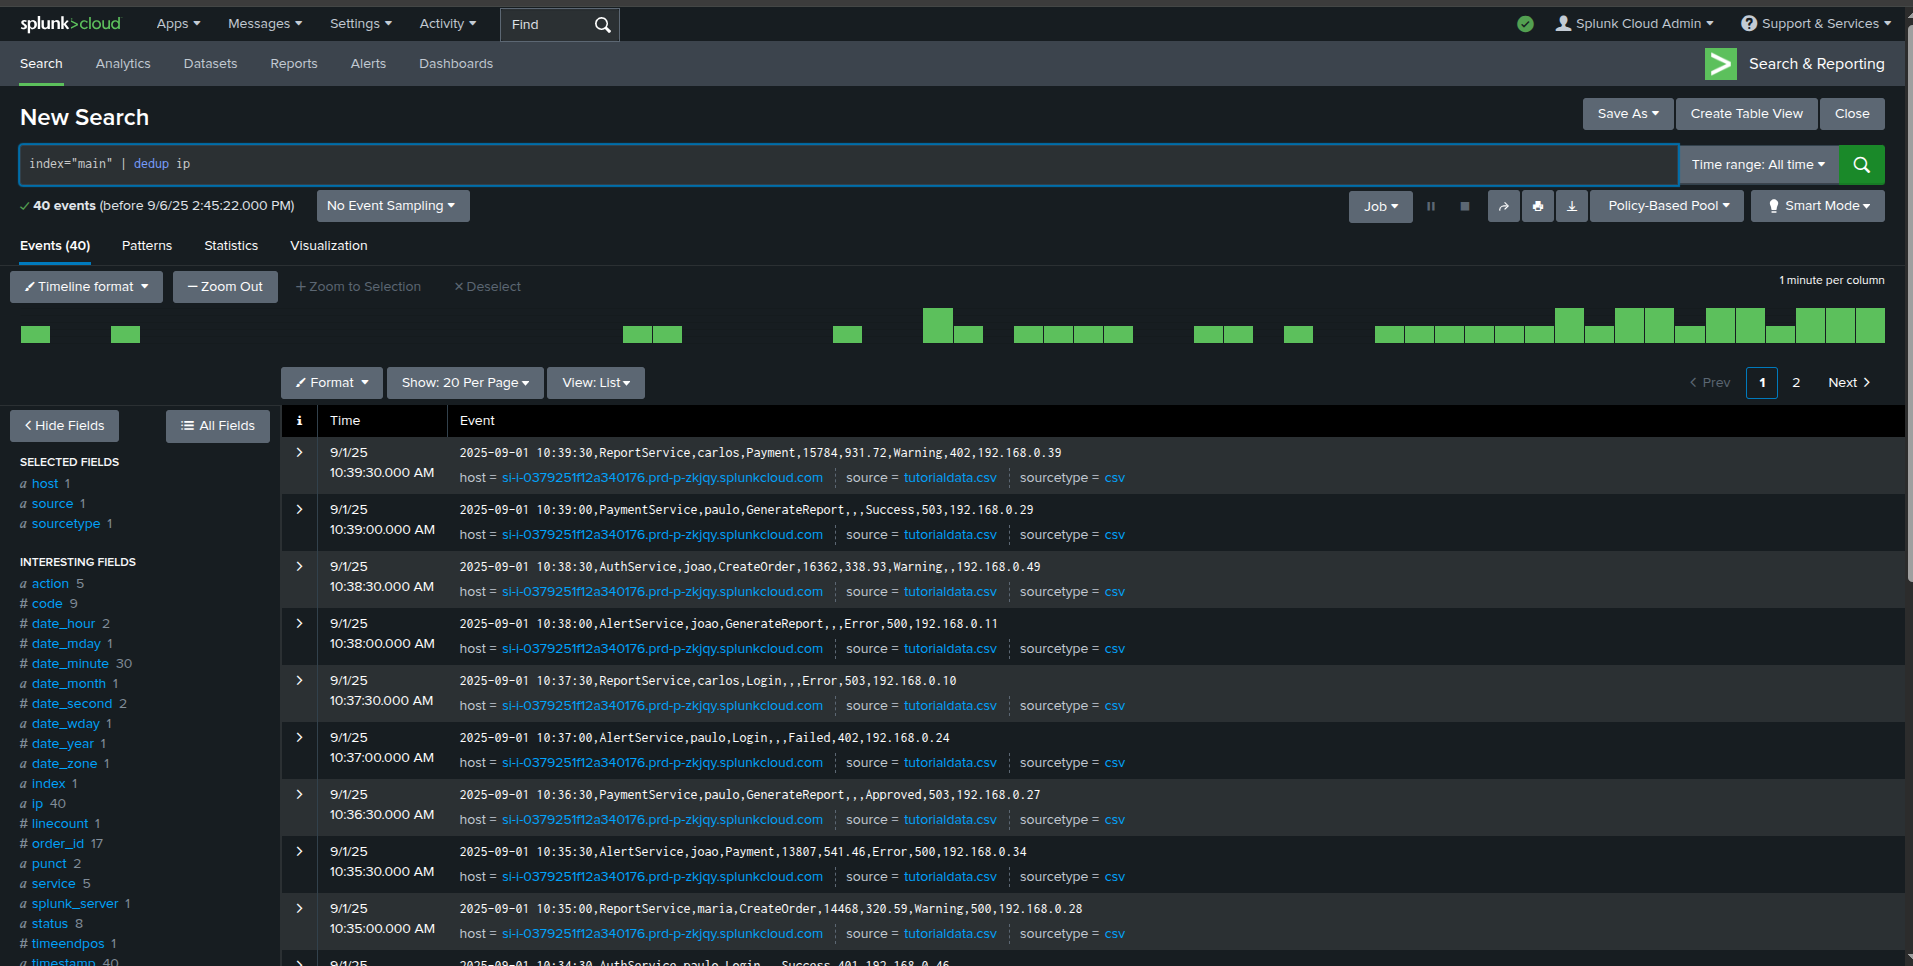 splunk>cloud Apps Messages Settings Activity Find Splunk Cloud Admin Support & Services
Search Analytics Datasets Reports Alerts Dashboards Search & Reporting
New Search Save As Create Table View Close
index="main" | dedup ip Time range: All time
40 events (before 9/6/25 2:45:22.000 PM) No Event Sampling Job Policy-Based Pool Smart Mode
Events (40) Patterns Statistics Visualization
Timeline format Zoom Out Zoom to Selection Deselect 1 minute per column
Format Show: 20 Per Page View: List Prev 1 2 Next
Hide Fields All Fields
SELECTED FIELDS
a host 1
a source 1
a sourcetype 1
INTERESTING FIELDS
a action 5
# code 9
# date_hour 2
# date_mday 1
# date_minute 30
a date_month 1
# date_second 2
a date_wday 1
# date_year 1
a date_zone 1
a index 1
a ip 40
# linecount 1
# order_id 17
a punct 2
a service 5
a splunk_server 1
a status 8
# timeendpos 1
a timestamp 40
i Time Event
9/1/25 2025-09-01 10:39:30,ReportService,carlos,Payment,15784,931.72,Warning,402,192.168.0.39
10:39:30.000 AM host = si-i-0379251f12a340176.prd-p-zkjqy.splunkcloud.com source = tutorialdata.csv sourcetype = csv
9/1/25 2025-09-01 10:39:00,PaymentService,paulo,GenerateReport,,,Success,503,192.168.0.29
10:39:00.000 AM host = si-i-0379251f12a340176.prd-p-zkjqy.splunkcloud.com source = tutorialdata.csv sourcetype = csv
9/1/25 2025-09-01 10:38:30,AuthService,joao,CreateOrder,16362,338.93,Warning,,192.168.0.49
10:38:30.000 AM host = si-i-0379251f12a340176.prd-p-zkjqy.splunkcloud.com source = tutorialdata.csv sourcetype = csv
9/1/25 2025-09-01 10:38:00,AlertService,joao,GenerateReport,,,Error,500,192.168.0.11
10:38:00.000 AM host = si-i-0379251f12a340176.prd-p-zkjqy.splunkcloud.com source = tutorialdata.csv sourcetype = csv
9/1/25 2025-09-01 10:37:30,ReportService,carlos,Login,,,Error,503,192.168.0.10
10:37:30.000 AM host = si-i-0379251f12a340176.prd-p-zkjqy.splunkcloud.com source = tutorialdata.csv sourcetype = csv
9/1/25 2025-09-01 10:37:00,AlertService,paulo,Login,,,Failed,402,192.168.0.24
10:37:00.000 AM host = si-i-0379251f12a340176.prd-p-zkjqy.splunkcloud.com source = tutorialdata.csv sourcetype = csv
9/1/25 2025-09-01 10:36:30,PaymentService,paulo,GenerateReport,,,Approved,503,192.168.0.27
10:36:30.000 AM host = si-i-0379251f12a340176.prd-p-zkjqy.splunkcloud.com source = tutorialdata.csv sourcetype = csv
9/1/25 2025-09-01 10:35:30,AlertService,joao,Payment,13807,541.46,Error,500,192.168.0.34
10:35:30.000 AM host = si-i-0379251f12a340176.prd-p-zkjqy.splunkcloud.com source = tutorialdata.csv sourcetype = csv
9/1/25 2025-09-01 10:35:00,ReportService,maria,CreateOrder,14468,320.59,Warning,500,192.168.0.28
10:35:00.000 AM host = si-i-0379251f12a340176.prd-p-zkjqy.splunkcloud.com source = tutorialdata.csv sourcetype = csv
9/1/25 2025-09-01 10:34:30,AuthService,paulo,Login,,,Success,401,192.168.0.46